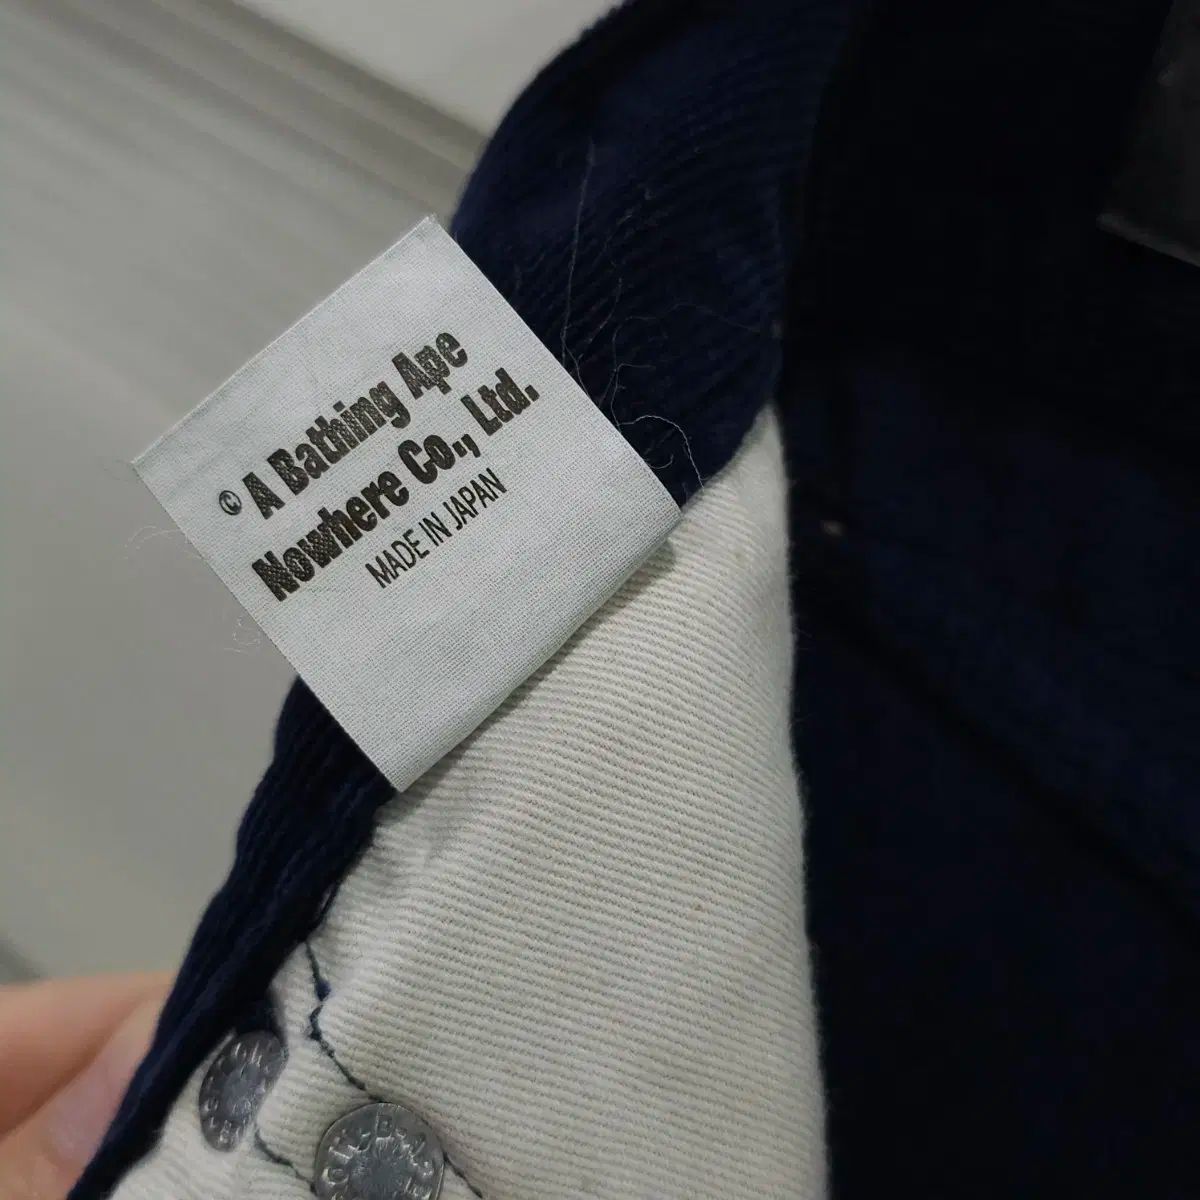 © A Bathing Ape
Nowhere Co., Ltd.
MADE IN JAPAN